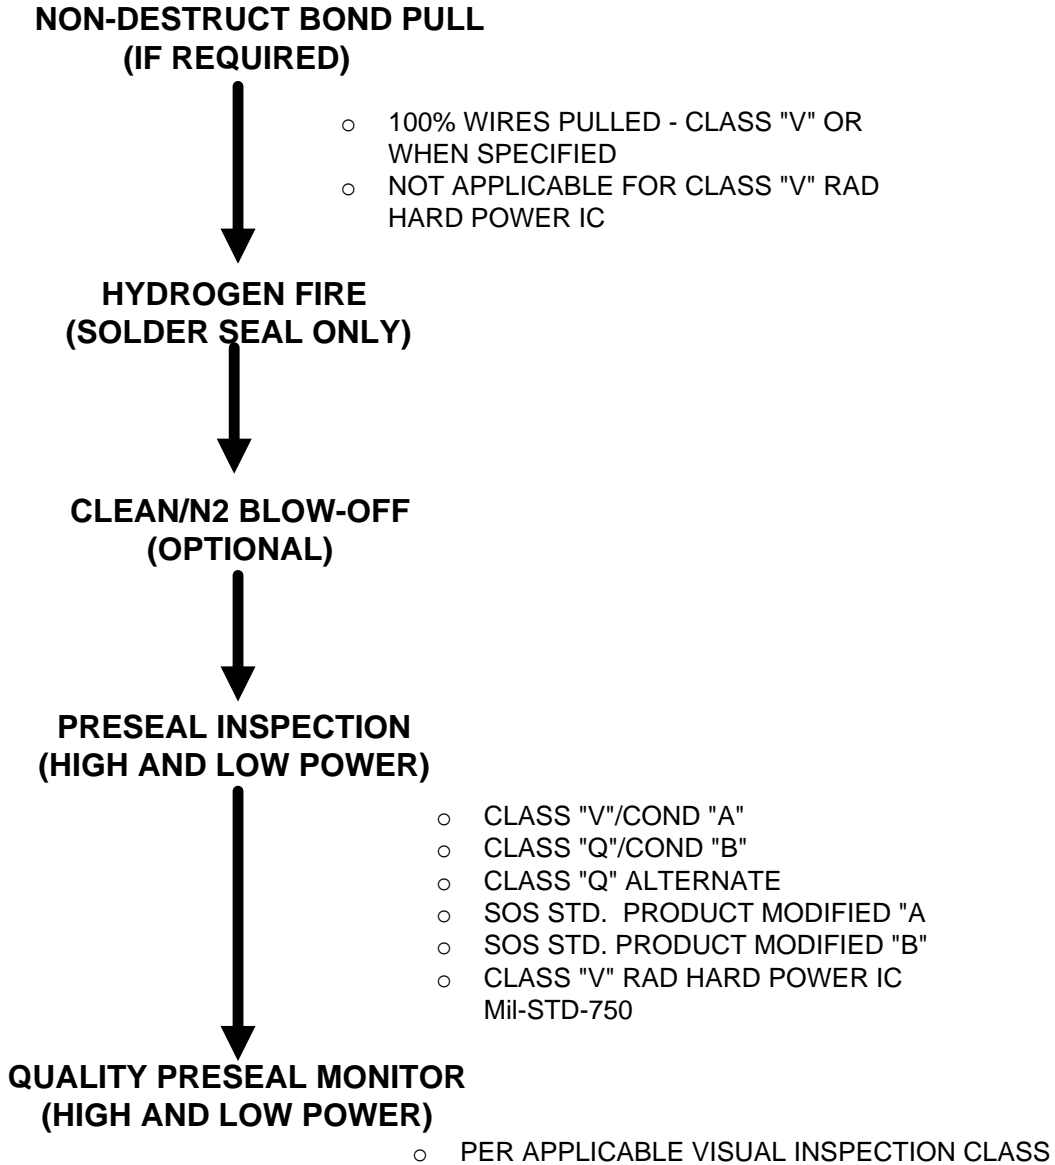 NON-DESTRUCT BOND PULL
(IF REQUIRED)
○ 100% WIRES PULLED - CLASS "V" OR
WHEN SPECIFIED
○ NOT APPLICABLE FOR CLASS "V" RAD
HARD POWER IC
HYDROGEN FIRE
(SOLDER SEAL ONLY)
CLEAN/N2 BLOW-OFF
(OPTIONAL)
PRESEAL INSPECTION
(HIGH AND LOW POWER)
○ CLASS "V"/COND "A"
○ CLASS "Q"/COND "B"
○ CLASS "Q" ALTERNATE
○ SOS STD.  PRODUCT MODIFIED "A
○ SOS STD. PRODUCT MODIFIED "B"
○ CLASS "V" RAD HARD POWER IC
Mil-STD-750
QUALITY PRESEAL MONITOR
(HIGH AND LOW POWER)
○ PER APPLICABLE VISUAL INSPECTION CLASS